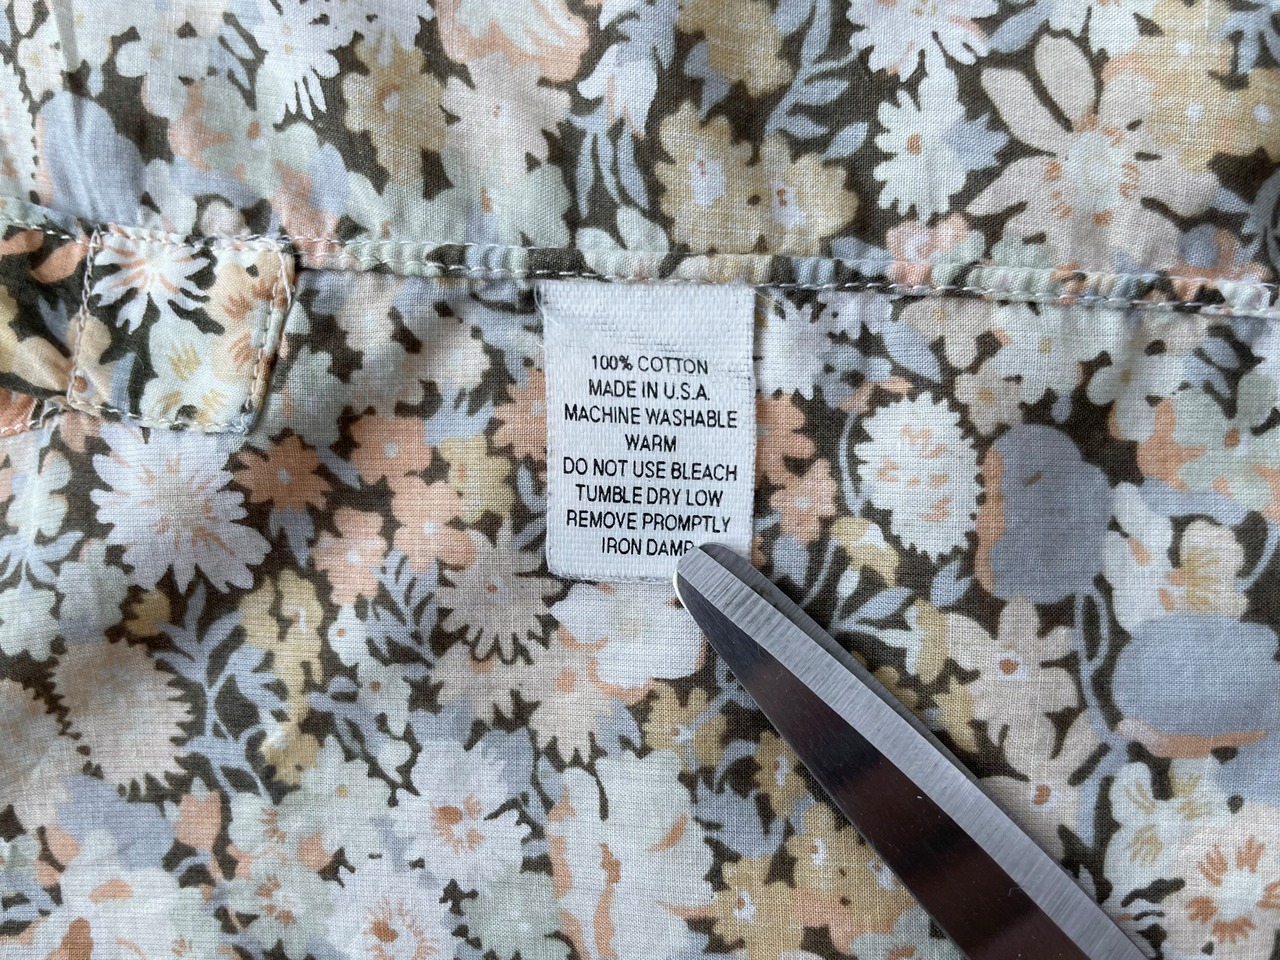 100% COTTON
MADE IN U.S.A.
MACHINE WASHABLE
WARM
DO NOT USE BLEACH
TUMBLE DRY LOW
REMOVE PROMPTLY
IRON DAMP